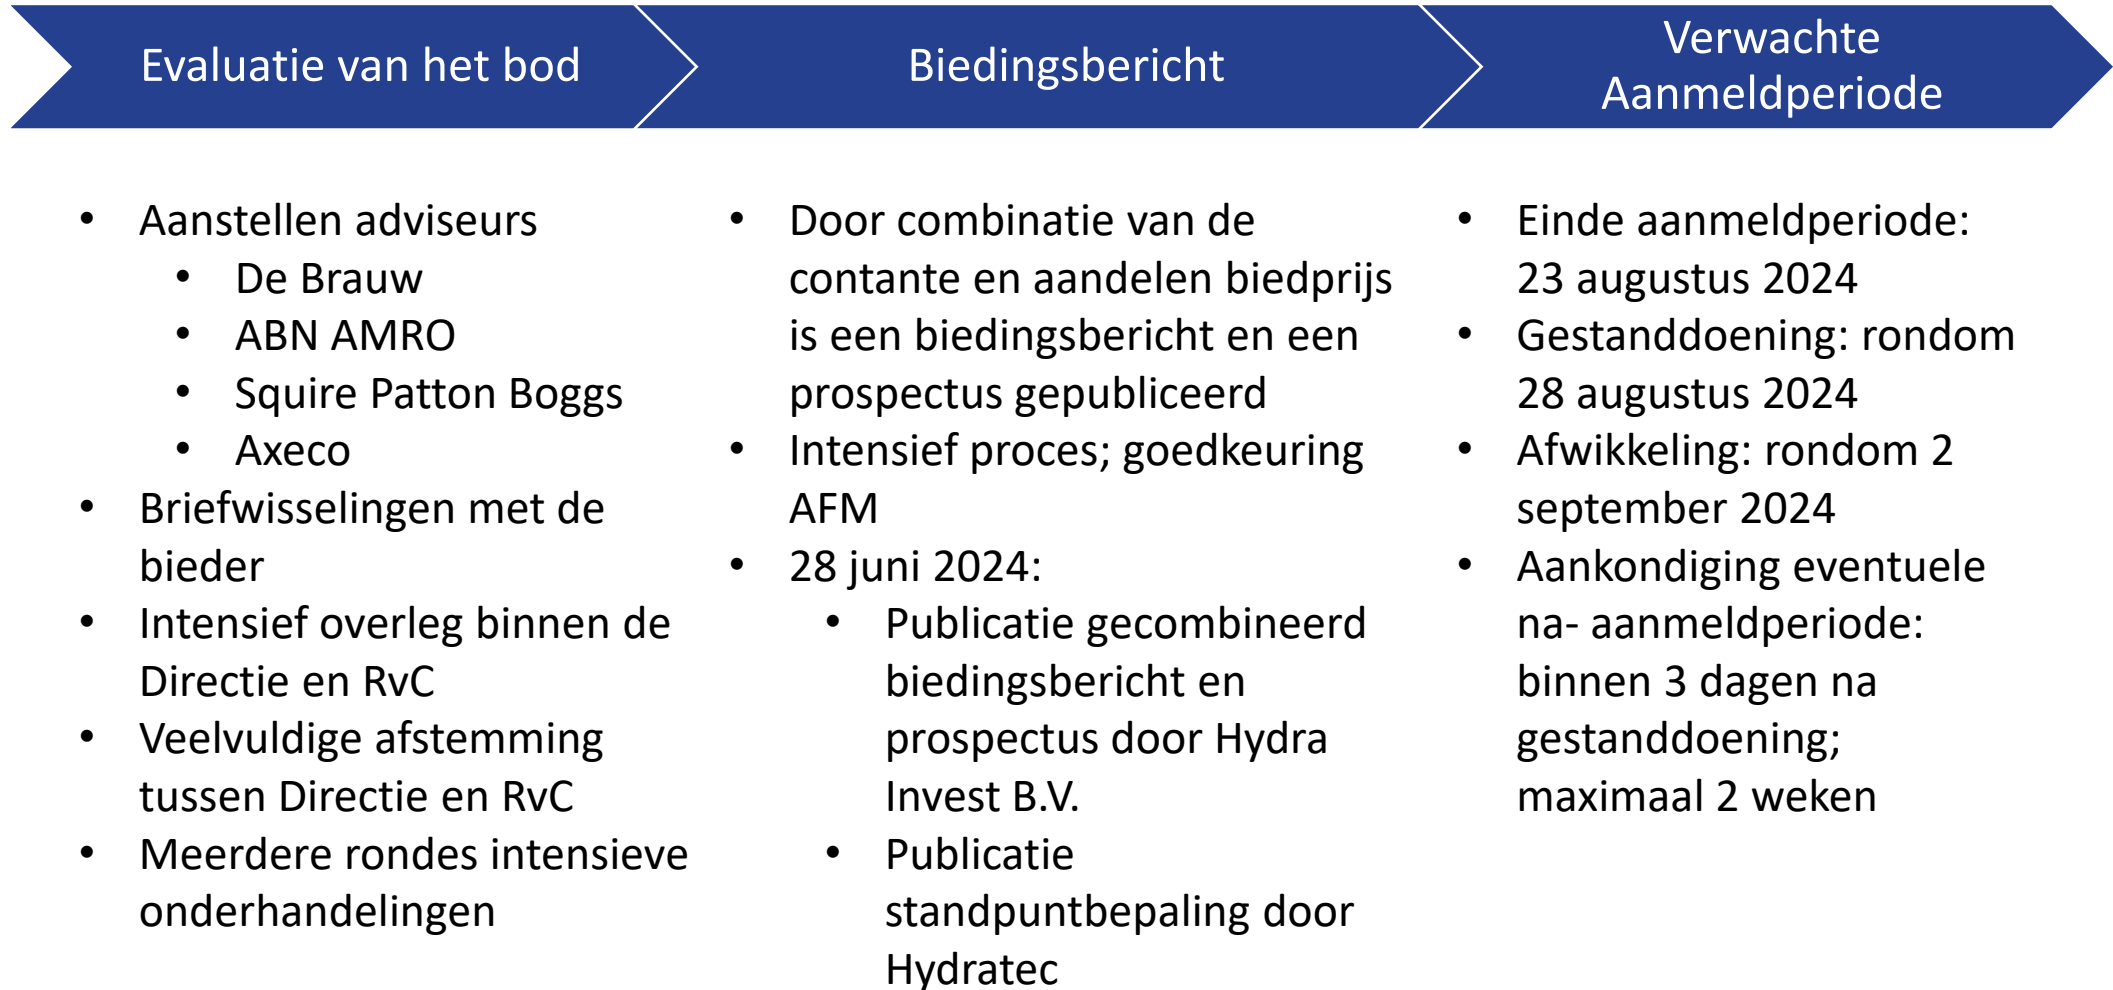 Evaluatie van het bod
Biedingsbericht
Verwachte
Aanmeldperiode
• Aanstellen adviseurs
• De Brauw
• ABN AMRO
• Squire Patton Boggs
• Axeco
• Briefwisselingen met de
bieder
• Intensief overleg binnen de
Directie en RvC
• Veelvuldige afstemming
tussen Directie en RvC
• Meerdere rondes intensieve
onderhandelingen
• Door combinatie van de
contante en aandelen biedprijs
is een biedingsbericht en een
prospectus gepubliceerd
• Intensief proces; goedkeuring
AFM
• 28 juni 2024:
• Publicatie gecombineerd
biedingsbericht en
prospectus door Hydra
Invest B.V.
• Publicatie
standpuntbepaling door
Hydratec
• Einde aanmeldperiode:
23 augustus 2024
• Gestanddoening: rondom
28 augustus 2024
• Afwikkeling: rondom 2
september 2024
• Aankondiging eventuele
na- aanmeldperiode:
binnen 3 dagen na
gestanddoening;
maximaal 2 weken